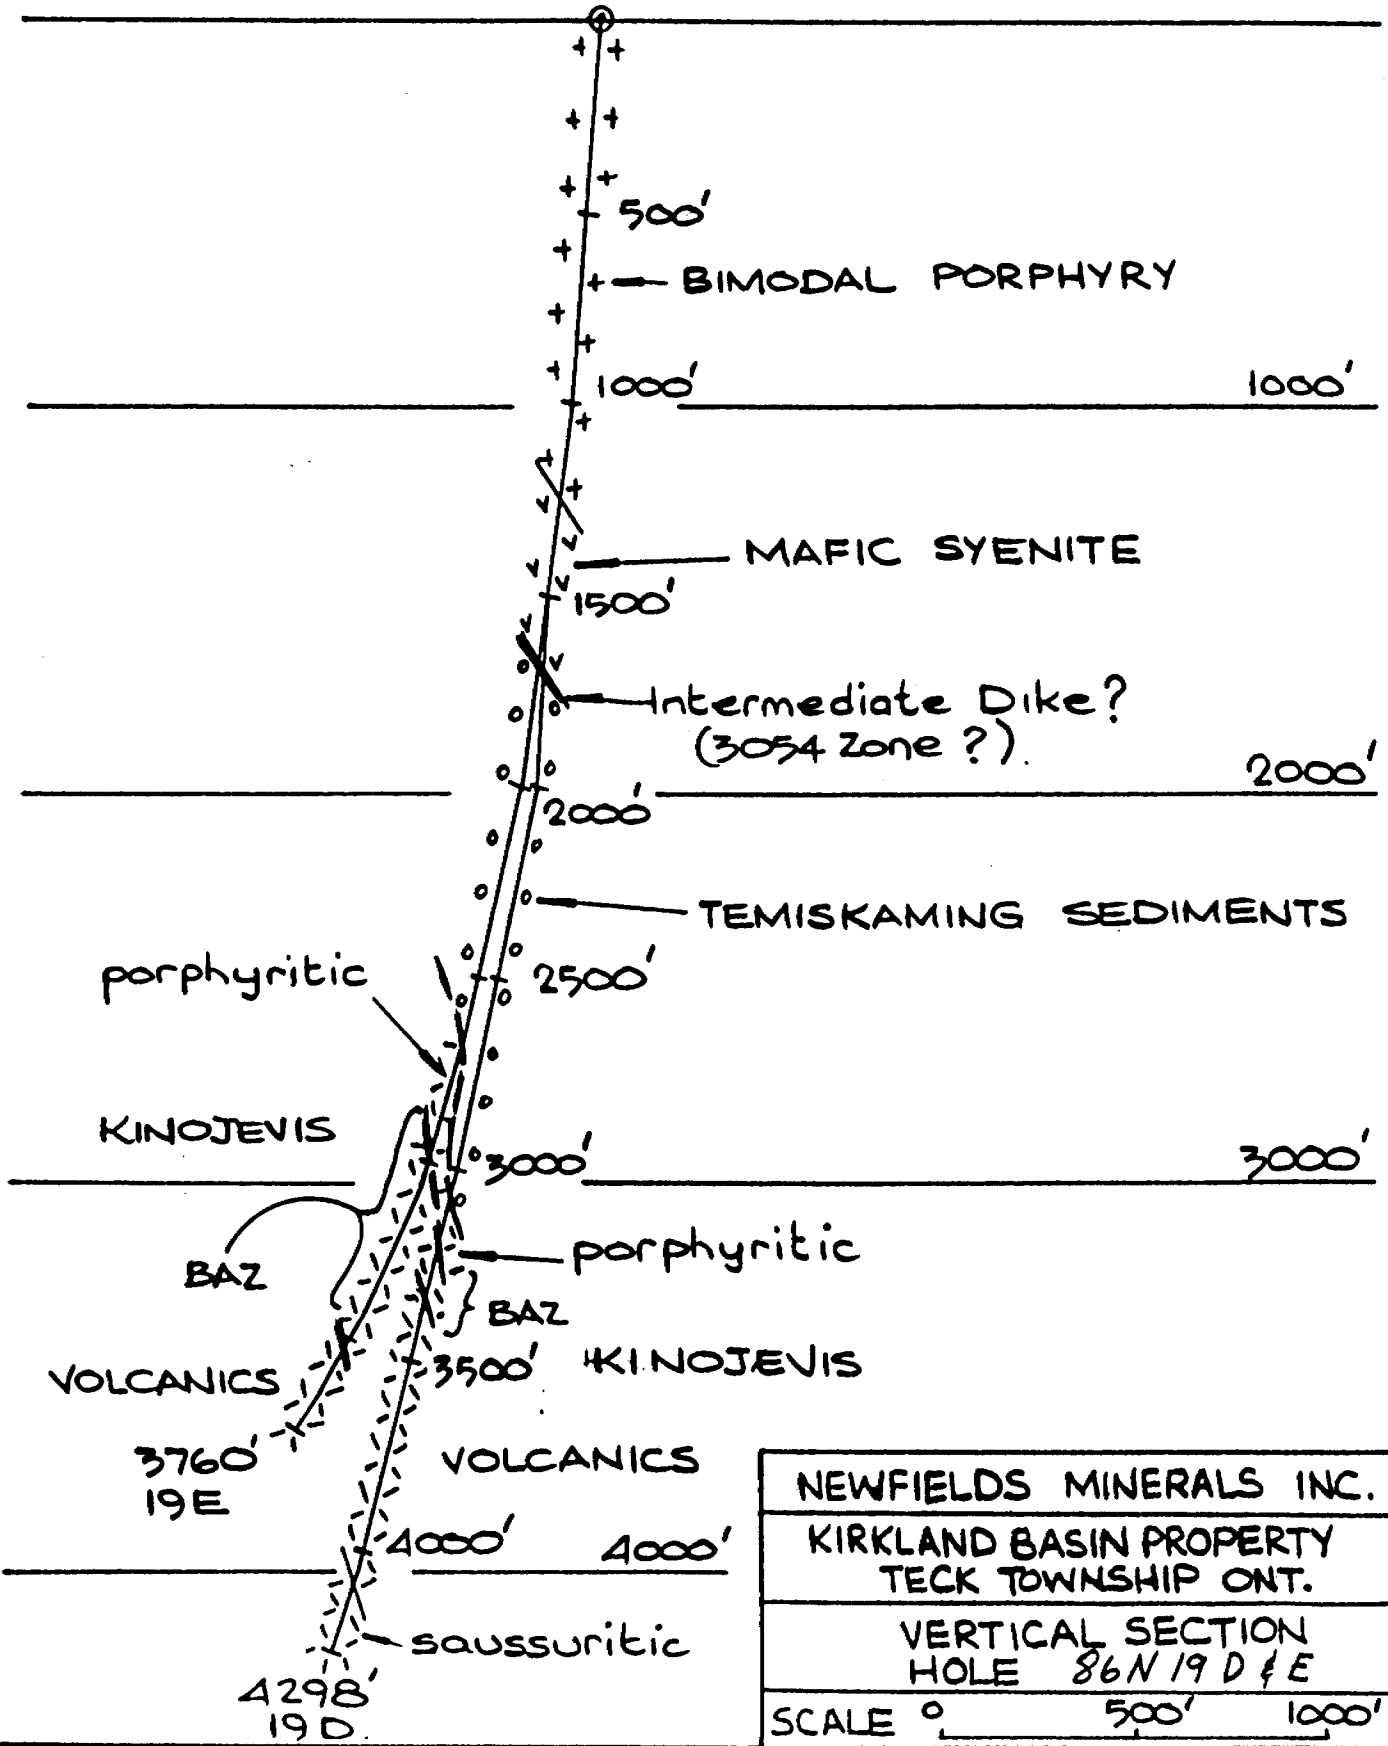 500'
BIMODAL PORPHYRY
1000'
1000'
MAFIC SYENITE
1500'
Intermediate Dike?
(3054 Zone ?).
2000'
2000'
TEMISKAMING SEDIMENTS
porphyritic
2500'
KINOJEVIS
3000'
3000'
porphyritic
BAZ
BAZ
VOLCANICS
3500'
KINOJEVIS
3760'
19E
VOLCANICS
4000'
4000'
saussuritic
4298'
19D.
NEWFIELDS MINERALS INC.
KIRKLAND BASIN PROPERTY
TECK TOWNSHIP ONT.
VERTICAL SECTION
HOLE 86N 19 D & E
SCALE 0 500' 1000'